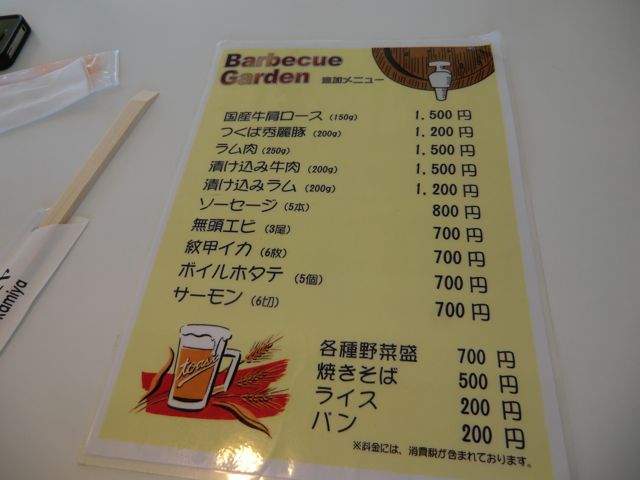 Barbecue
Garden 追加メニュー
国産牛肩ロース (150g) 1,500 円
つくば秀麗豚 (200g) 1,200 円
ラム肉 (250g) 1,500 円
漬け込み牛肉 (200g) 1,500 円
漬け込みラム (200g) 1,200 円
ソーセージ (5本) 800 円
無頭エビ (3尾) 700 円
紋甲イカ (6枚) 700 円
ボイルホタテ (5個) 700 円
サーモン (6切) 700 円
toast
各種野菜盛 700 円
焼きそば 500 円
ライス 200 円
パン 200 円
※料金には、消費税が含まれております。
kamiya